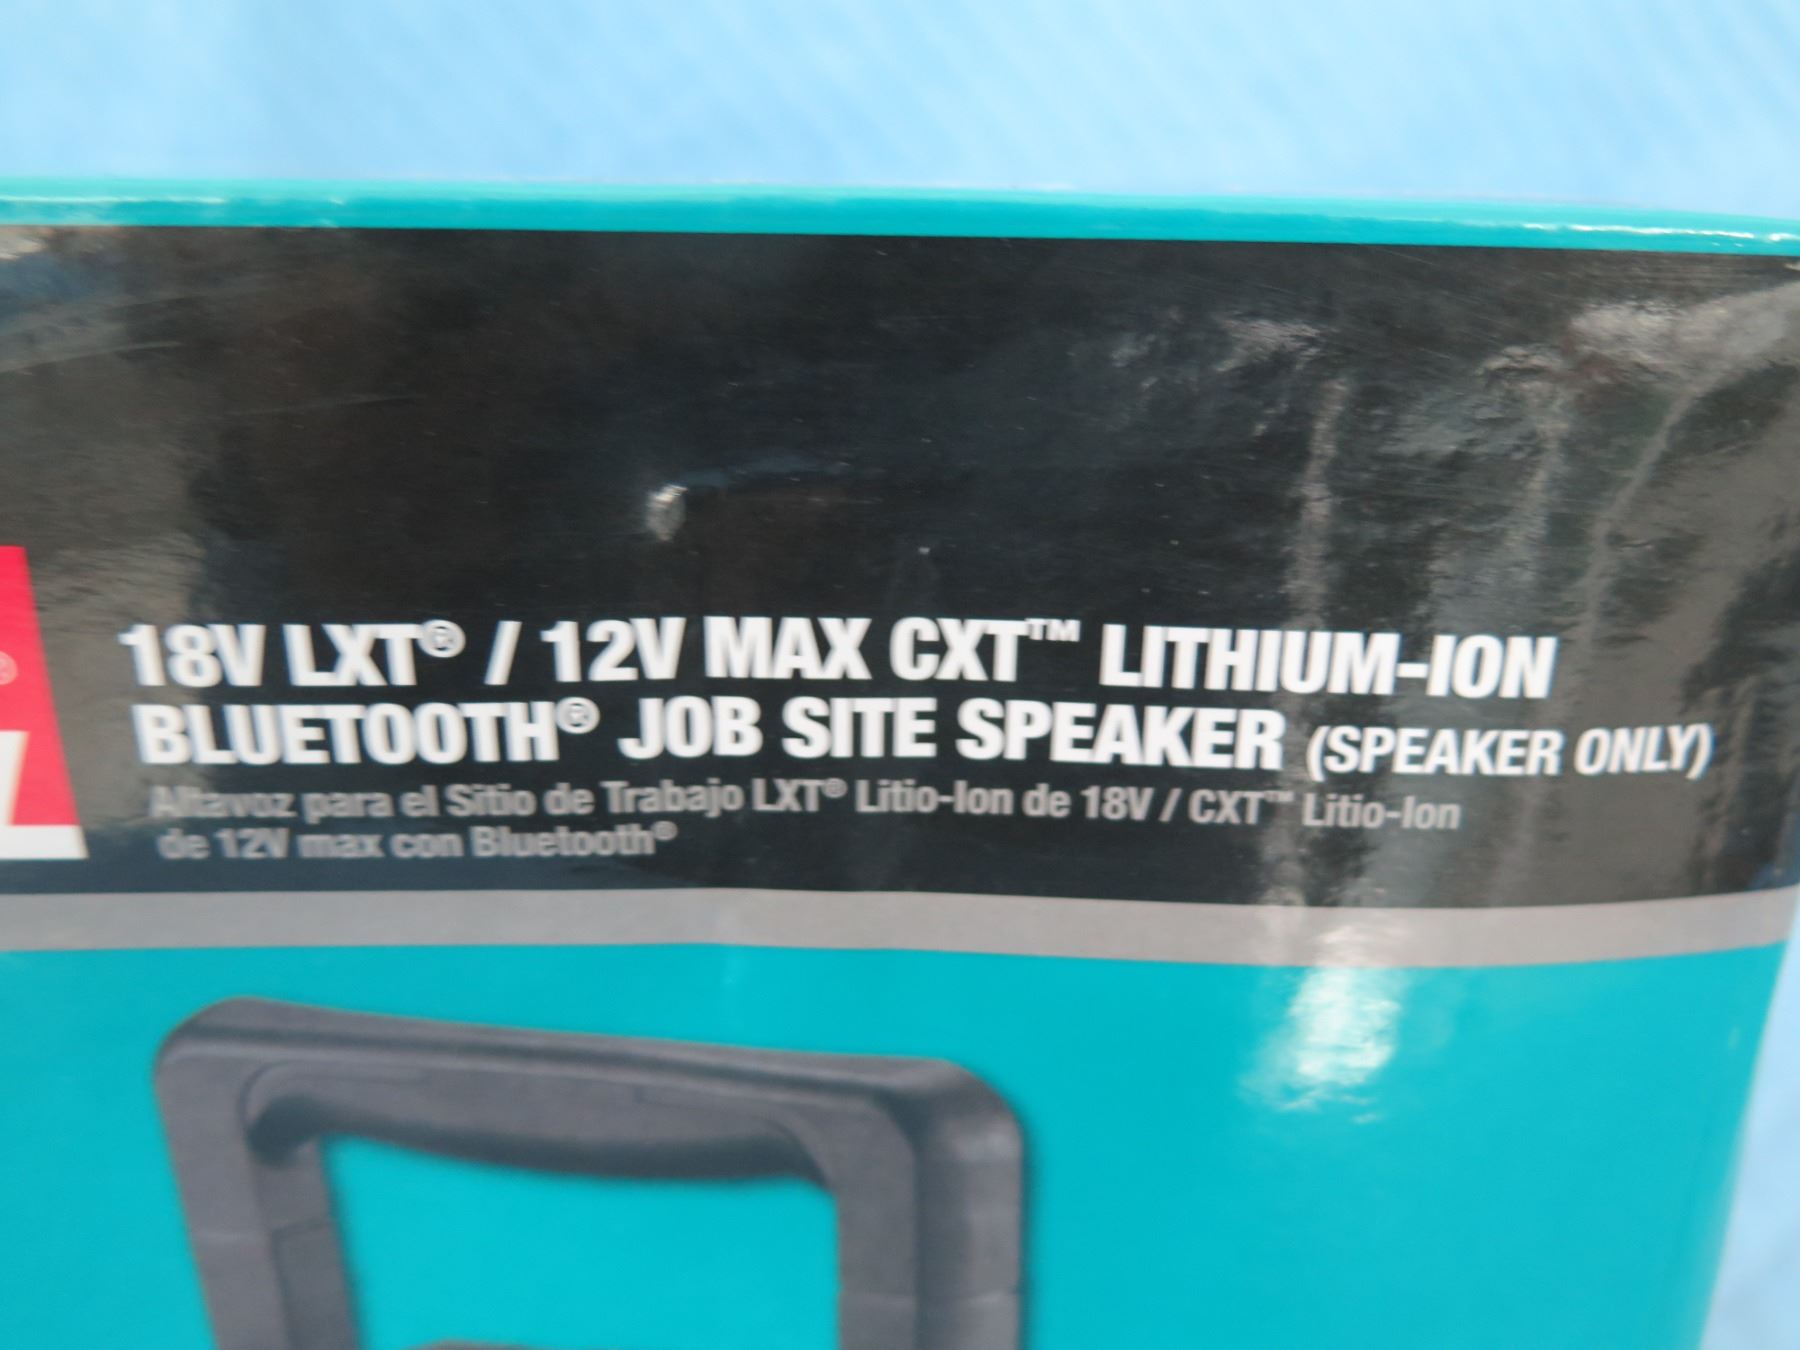 18V LXT® / 12V MAX CXT™ LITHIUM-ION
BLUETOOTH® JOB SITE SPEAKER (SPEAKER ONLY)
Altavoz para el Sitio de Trabajo LXT® Litio-Ion de 18V / CXT™ Litio-Ion
de 12V max con Bluetooth®